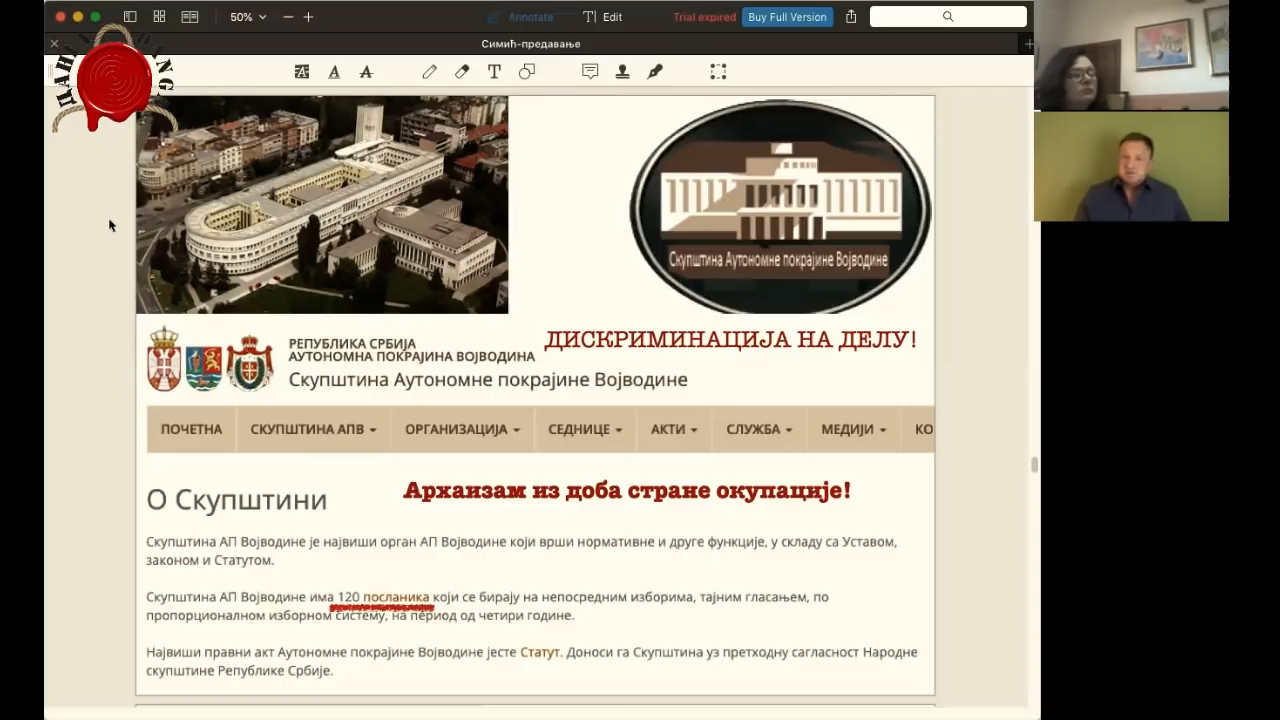 50%
Annotate
Edit
Trial expired
Buy Full Version
Симић-предавање
Скупштина Аутономне покрајине Војводине
РЕПУБЛИКА СРБИЈА
АУТОНОМНА ПОКРАЈИНА ВОЈВОДИНА
ДИСКРИМИНАЦИЈА НА ДЕЛУ!
Скупштина Аутономне покрајине Војводине
ПОЧЕТНА СКУПШТИНА АПВ ОРГАНИЗАЦИЈА СЕДНИЦЕ АКТИ СЛУЖБА МЕДИЈИ КО
Архаизам из доба стране окупације!
О Скупштини
Скупштина АП Војводине је највиши орган АП Војводине који врши нормативне и друге функције, у складу са Уставом,
законом и Статутом.
Скупштина АП Војводине има 120 посланика који се бирају на непосредним изборима, тајним гласањем, по
пропорционалном изборном систему, на период од четири године.
Највиши правни акт Аутономне покрајине Војводине јесте Статут. Доноси га Скупштина уз претходну сагласност Народне
скупштине Републике Србије.